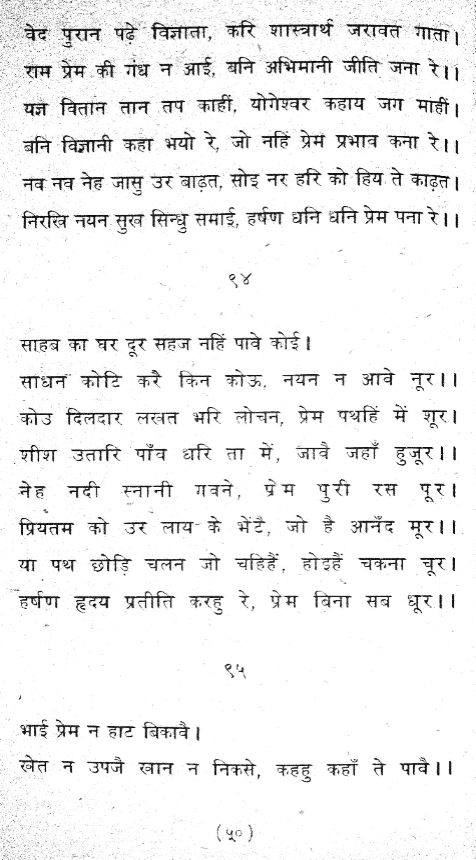 वेद पुरान पढ़े विज्ञाता, करि शास्त्रार्थ जरावत गाता।
राम प्रेम की गंध न आई, बनि अभिमानी जीति जना रे।।
यज्ञ वितान तान तप काहीं, योगेश्वर कहाय जग माहीं।
बनि विज्ञानी कहा भयो रे, जो नहिं प्रेम प्रभाव कना रे।।
नव नव नेह जासु उर बाढ़त, सोइ नर हरि को हिय ते काढ़त।
निरखि नयन सुख सिन्धु समाई, हर्षण धनि धनि प्रेम पना रे।।
९४
साहब का घर दूर सहज नहिं पावे कोई।
साधन कोटि करै किन कोऊ, नयन न आवे नूर।।
कोउ दिलदार लखत भरि लोचन, प्रेम पथहिं में शूर।
शीश उतारि पाँव धरि ता में, जावै जहाँ हुजूर।।
नेह नदी स्नानी गवने, प्रेम पुरी रस पूर।
प्रियतम को उर लाय के भेंटै, जो है आनँद मूर।।
या पथ छोड़ि चलन जो चहिहैं, होइहैं चकना चूर।
हर्षण हृदय प्रतीति करहु रे, प्रेम बिना सब धूर।।
९५
भाई प्रेम न हाट बिकावै।
खेत न उपजै खान न निकसे, कहहु कहाँ ते पावै।।
(५०)